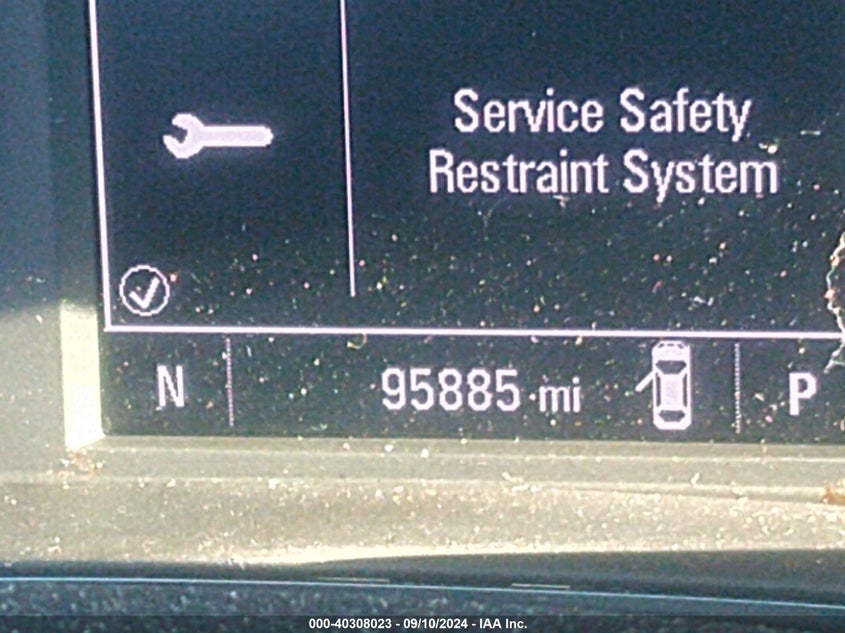 Service Safety
Restraint System
N 95885 mi P
000-40308023 - 09/10/2024 - IAA Inc.